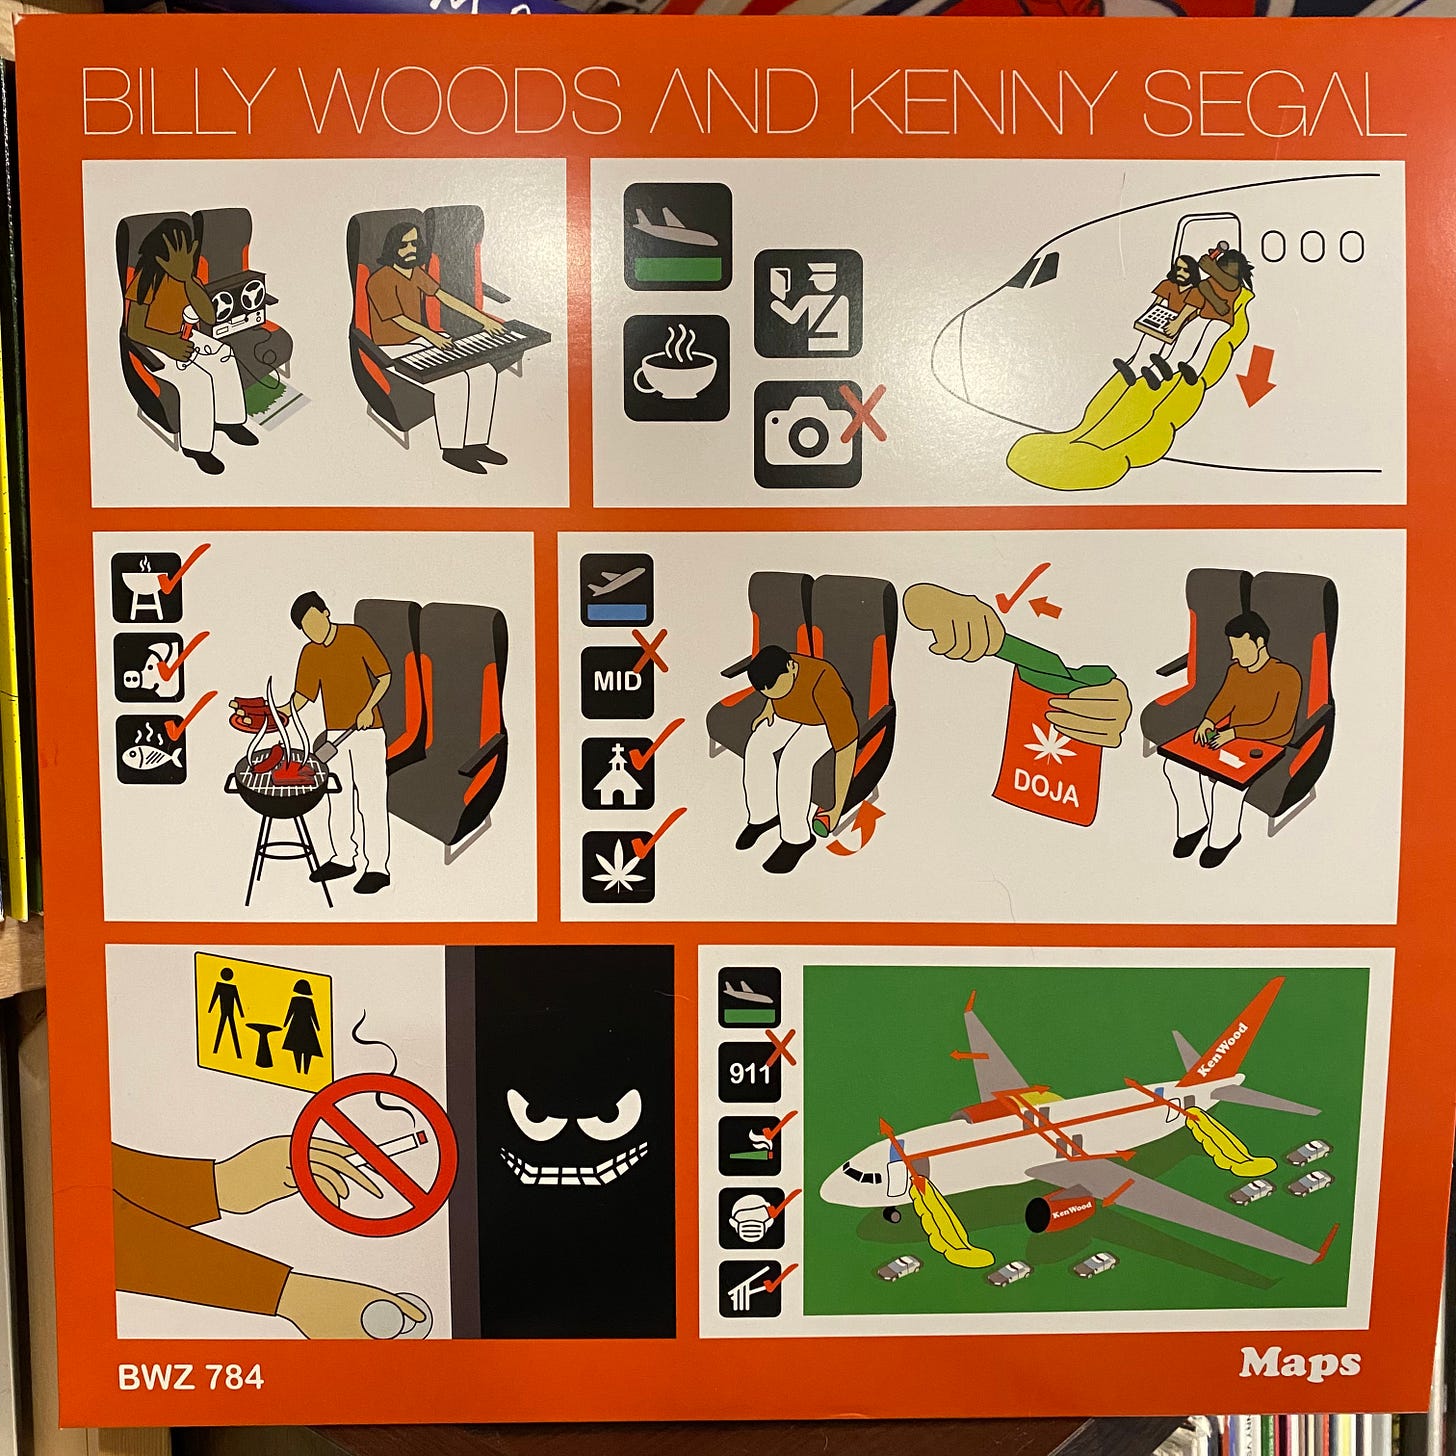 BILLY WOODS AND KENNY SEGAL
MID
DOJA
911
KenWood
KenWood
BWZ 784
Maps